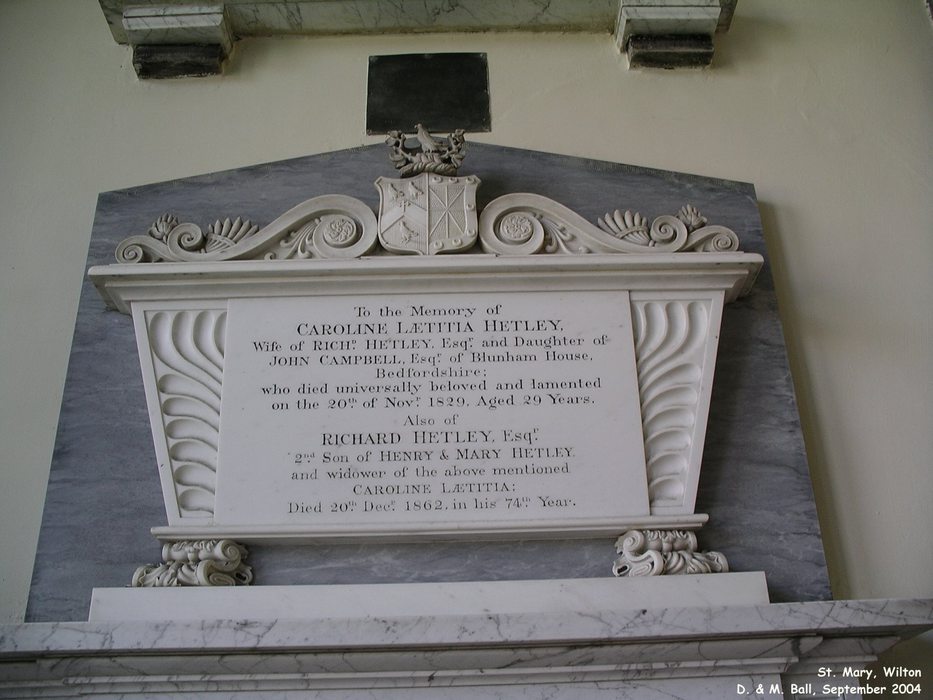 To the Memory of
CAROLINE LÆTITIA HETLEY,
Wife of RICHD. HETLEY, Esqr. and Daughter of
JOHN CAMPBELL, Esqr. of Blunham House,
Bedfordshire;
who died universally beloved and lamented
on the 20th of Novr. 1829. Aged 29 Years.
Also of
RICHARD HETLEY, Esqr.
2nd Son of HENRY & MARY HETLEY
and widower of the above mentioned
CAROLINE LÆTITIA;
Died 20th Decr. 1862, in his 74th Year.
St. Mary, Wilton
D. & M. Ball, September 2004